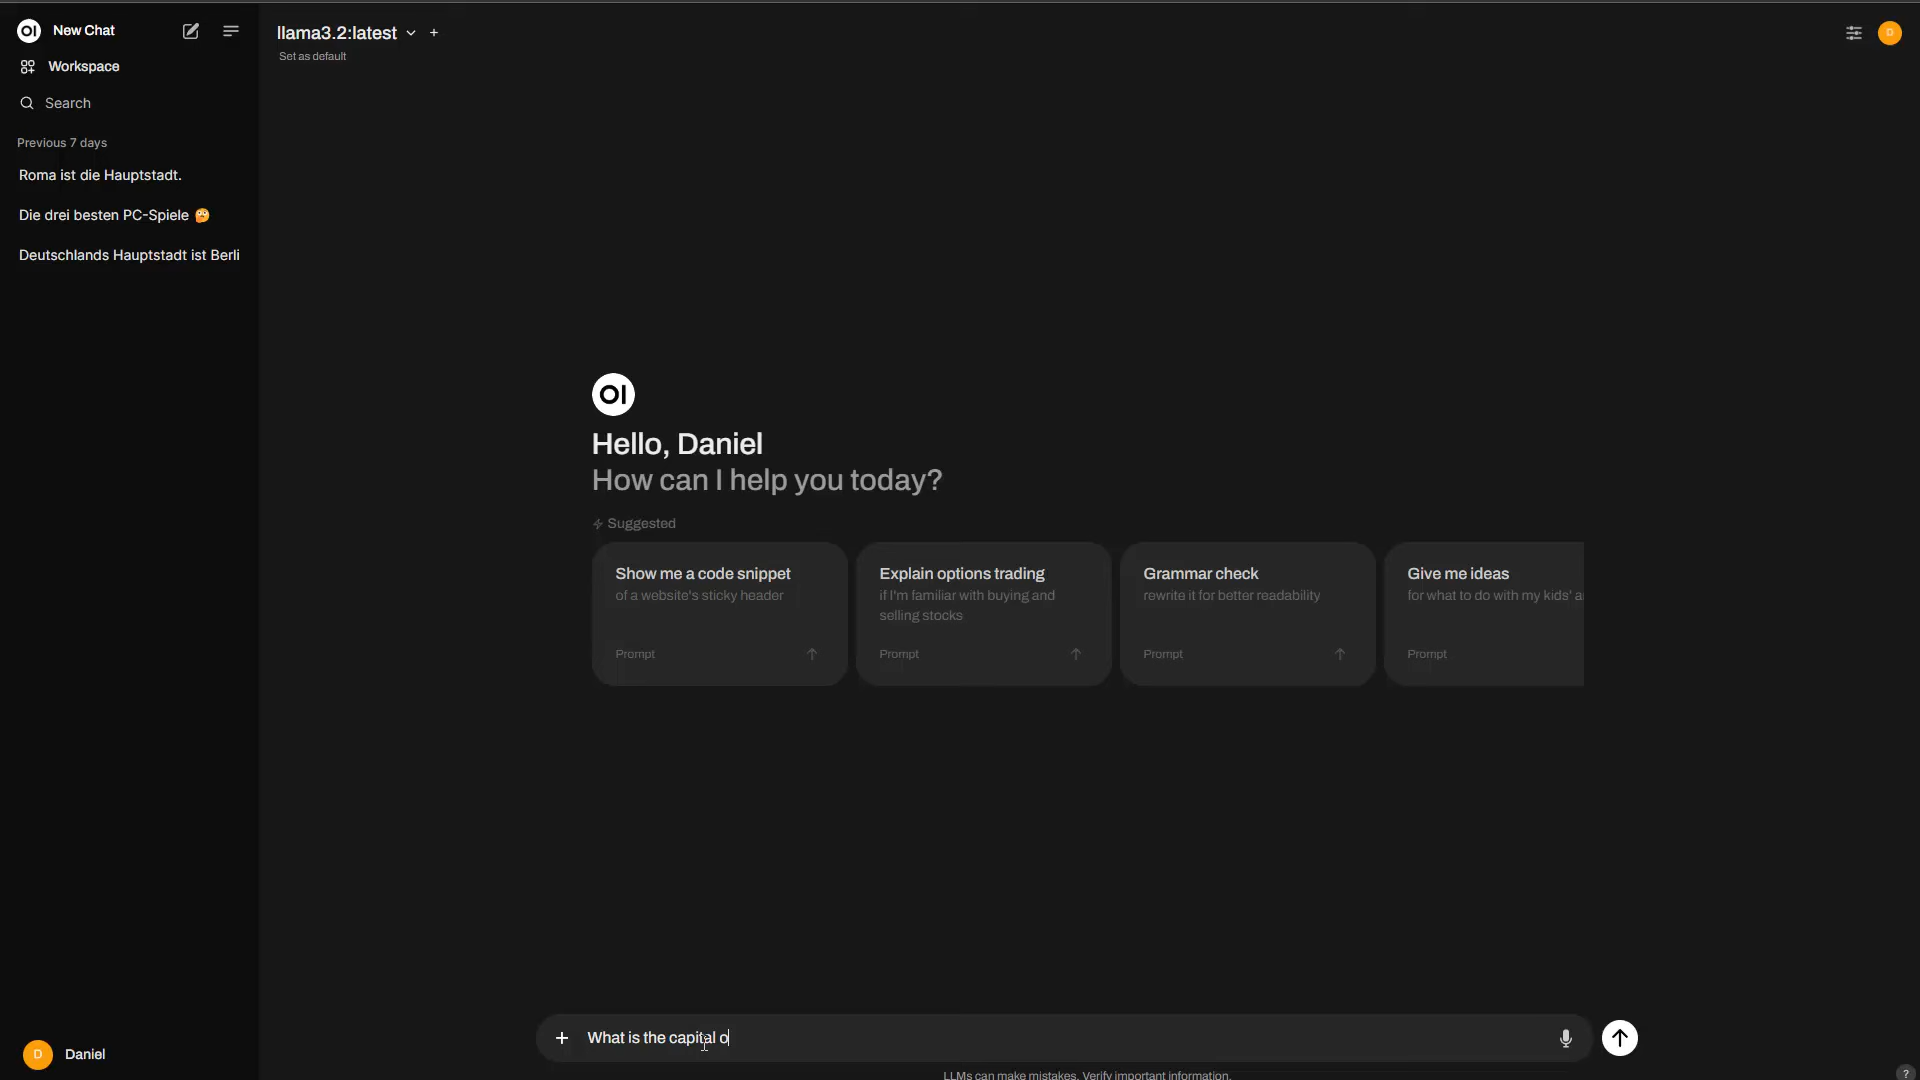 OI New Chat
Workspace
Search
Previous 7 days
Roma ist die Hauptstadt.
Die drei besten PC-Spiele 🤔
Deutschlands Hauptstadt ist Berli
D Daniel
llama3.2:latest
Set as default
D
OI
Hello, Daniel
How can I help you today?
Suggested
Show me a code snippet
of a website's sticky header
Prompt
Explain options trading
if I'm familiar with buying and
selling stocks
Prompt
Grammar check
rewrite it for better readability
Prompt
Give me ideas
for what to do with my kids' a
Prompt
What is the capital o
LLMs can make mistakes. Verify important information.
?